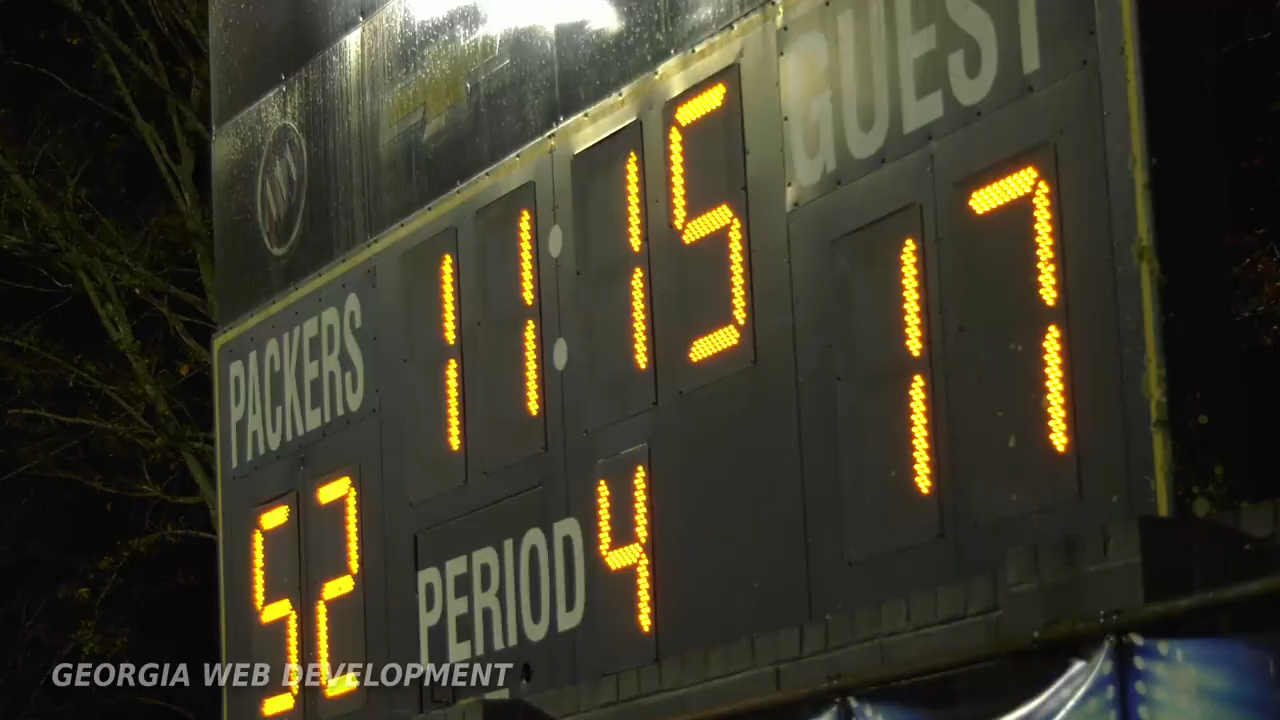 GUEST
11:15
17
PACKERS
52
PERIOD 4
GEORGIA WEB DEVELOPMENT